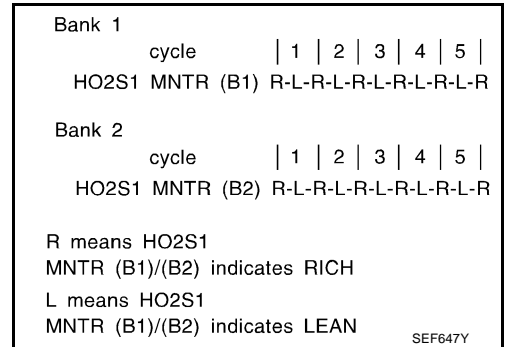 Bank 1
cycle | 1 | 2 | 3 | 4 | 5 |
HO2S1 MNTR (B1) R-L-R-L-R-L-R-L-R-L-R
Bank 2
cycle | 1 | 2 | 3 | 4 | 5 |
HO2S1 MNTR (B2) R-L-R-L-R-L-R-L-R-L-R
R means HO2S1
MNTR (B1)/(B2) indicates RICH
L means HO2S1
MNTR (B1)/(B2) indicates LEAN
SEF647Y